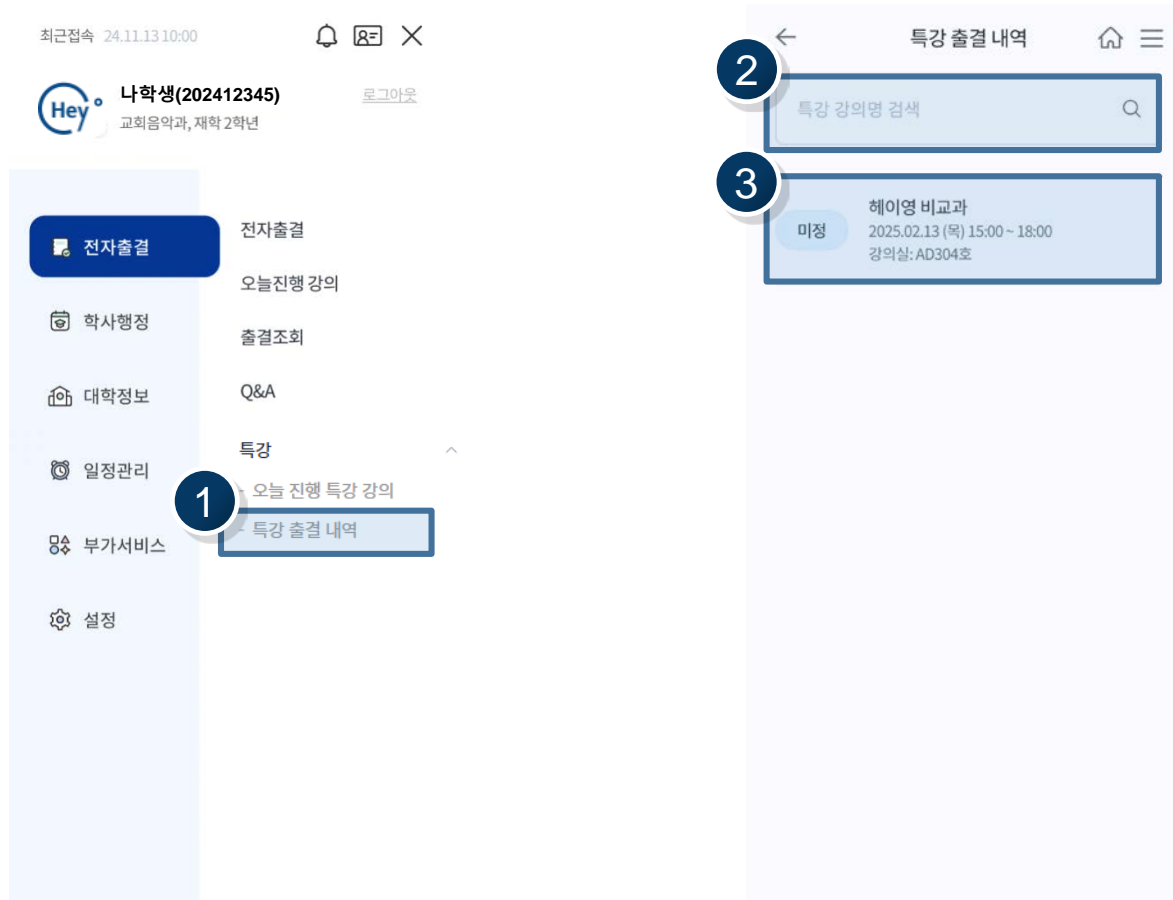 최근접속 24.11.13 10:00
Hey
나학생(202412345)
로그아웃
교회음악과, 재학 2학년
전자출결
학사행정
대학정보
일정관리
부가서비스
설정
전자출결
오늘진행 강의
출결조회
Q&A
특강
- 오늘 진행 특강 강의
1
- 특강 출결 내역
특강 출결 내역
2
특강 강의명 검색
3
미정
헤이영 비교과
2025.02.13 (목) 15:00 ~ 18:00
강의실: AD304호